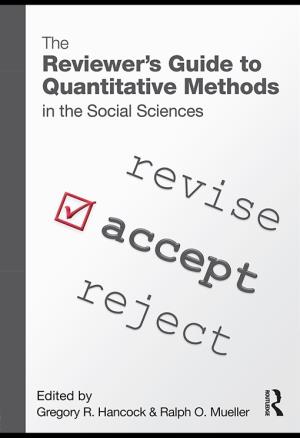 The
Reviewer's Guide to
Quantitative Methods
in the Social Sciences
revise
accept
reject
Edited by
Gregory R. Hancock & Ralph O. Mueller
ROUTLEDGE